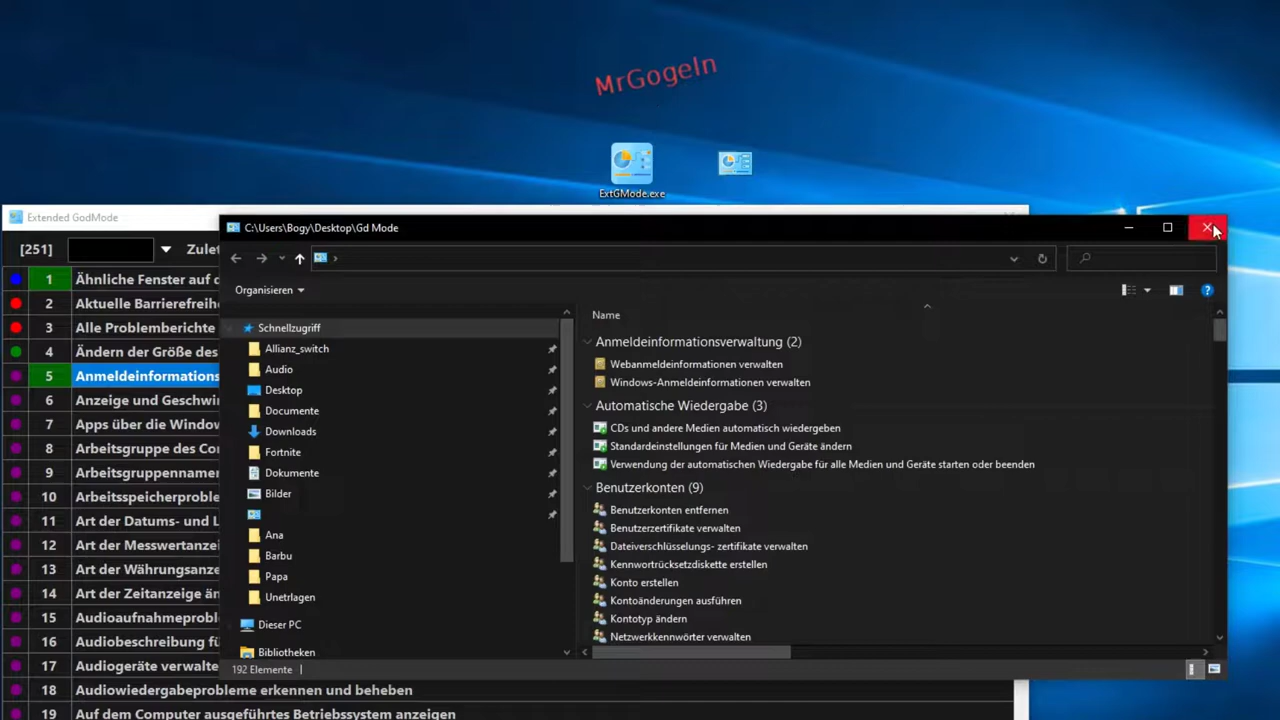 MrGogeln
ExtGMode.exe
Extended GodMode
[251]
Zulet
1 Ähnliche Fenster auf d
2 Aktuelle Barrierefreihe
3 Alle Problemberichte
4 Ändern der Größe des
5 Anmeldeinformations
6 Anzeige und Geschwir
7 Apps über die Window
8 Arbeitsgruppe des Cor
9 Arbeitsgruppenname
10 Arbeitsspeicherproble
11 Art der Datums- und L
12 Art der Messwertanzei
13 Art der Währungsanze
14 Art der Zeitanzeige än
15 Audioaufnahmeprobl
16 Audiobeschreibung fü
17 Audiogeräte verwalte
18 Audiowiedergabeprobleme erkennen und beheben
19 Auf dem Computer ausgeführtes Betriebssystem anzeigen
C:\Users\Bogy\Desktop\Gd Mode
Organisieren
Schnellzugriff
Allianz_switch
Audio
Desktop
Documente
Downloads
Fortnite
Dokumente
Bilder
Ana
Barbu
Papa
Unetrlagen
Dieser PC
Bibliotheken
Name
Anmeldeinformationsverwaltung (2)
Webanmeldeinformationen verwalten
Windows-Anmeldeinformationen verwalten
Automatische Wiedergabe (3)
CDs und andere Medien automatisch wiedergeben
Standardeinstellungen für Medien und Geräte ändern
Verwendung der automatischen Wiedergabe für alle Medien und Geräte starten oder beenden
Benutzerkonten (9)
Benutzerkonten entfernen
Benutzerzertifikate verwalten
Dateiverschlüsselungs- zertifikate verwalten
Kennwortrücksetzdiskette erstellen
Konto erstellen
Kontoänderungen ausführen
Kontotyp ändern
Netzwerkkennwörter verwalten
192 Elemente